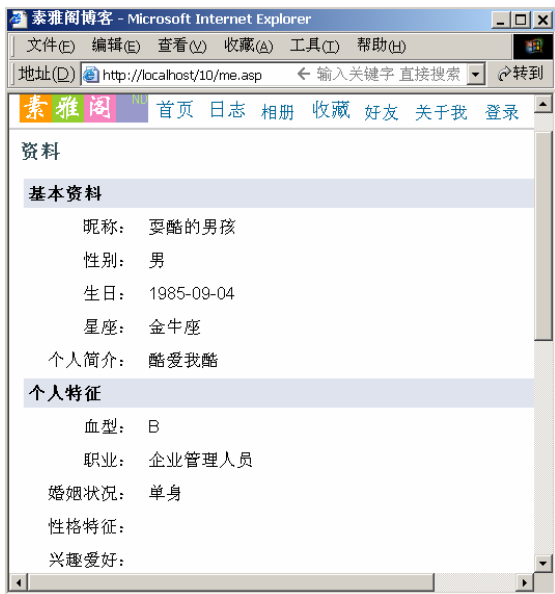 素雅阁博客 - Microsoft Internet Explorer
文件(F) 编辑(E) 查看(V) 收藏(A) 工具(T) 帮助(H)
地址(D) http://localhost/10/me.asp ← 输入关键字 直接搜索 转到
素雅阁 首页 日志 相册 收藏 好友 关于我 登录
资料
基本资料
昵称： 耍酷的男孩
性别： 男
生日： 1985-09-04
星座： 金牛座
个人简介： 酷爱我酷
个人特征
血型： B
职业： 企业管理人员
婚姻状况： 单身
性格特征：
兴趣爱好：